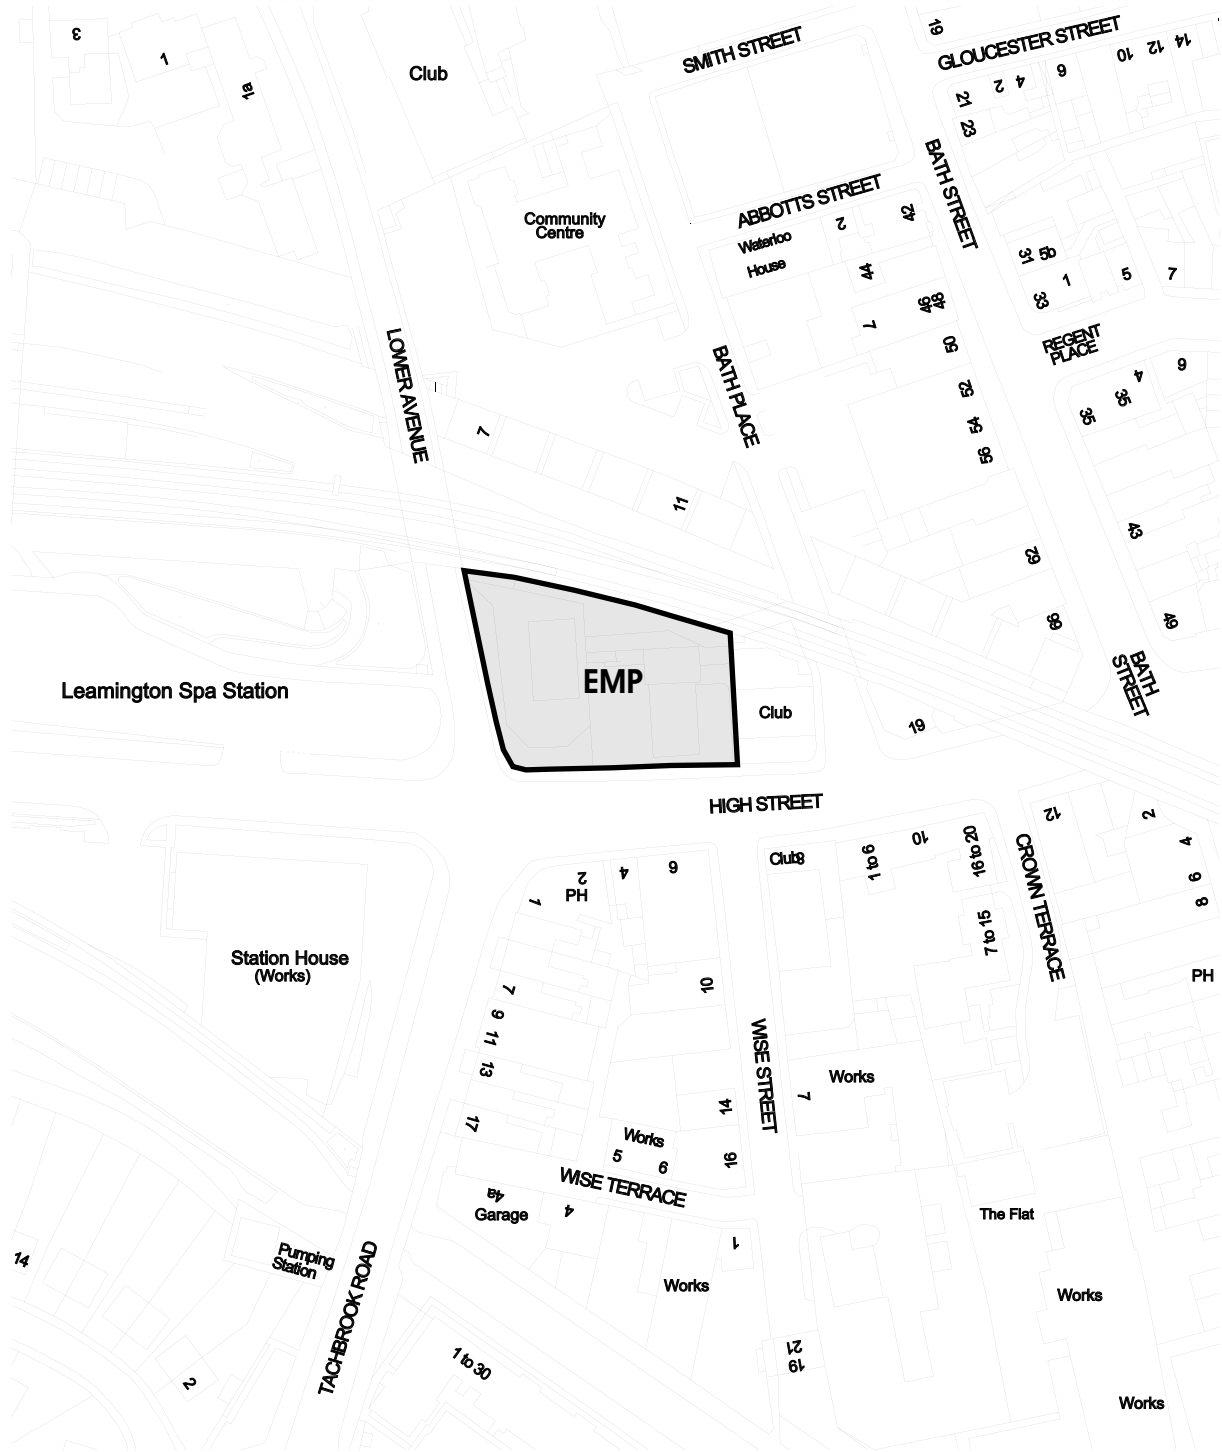 3
1
1a
Club
SMITH STREET
19
GLOUCESTER STREET
21
2
4
6
10
12
14
23
BATH STREET
ABBOTTS STREET
Community
Centre
Waterloo
House
2
42
44
31
5b
1
5
7
33
46
48
7
50
REGENT
PLACE
LOWER AVENUE
BATH PLACE
52
4
6
35
35
54
56
7
11
43
62
66
49
BATH
STREET
EMP
Leamington Spa Station
Club
19
HIGH STREET
12
2
4
6
8
PH
CROWN TERRACE
Club
8
1 to 6
10
16 to 20
7 to 15
2
PH
4
6
1
Station House
(Works)
7
9
11
13
17
10
WISE STREET
Works
7
14
16
Works
5
6
WISE TERRACE
4a
Garage
4
1
Works
The Flat
Works
14
Pumping
Station
TACHBROOK ROAD
2
1 to 30
21
19
Works